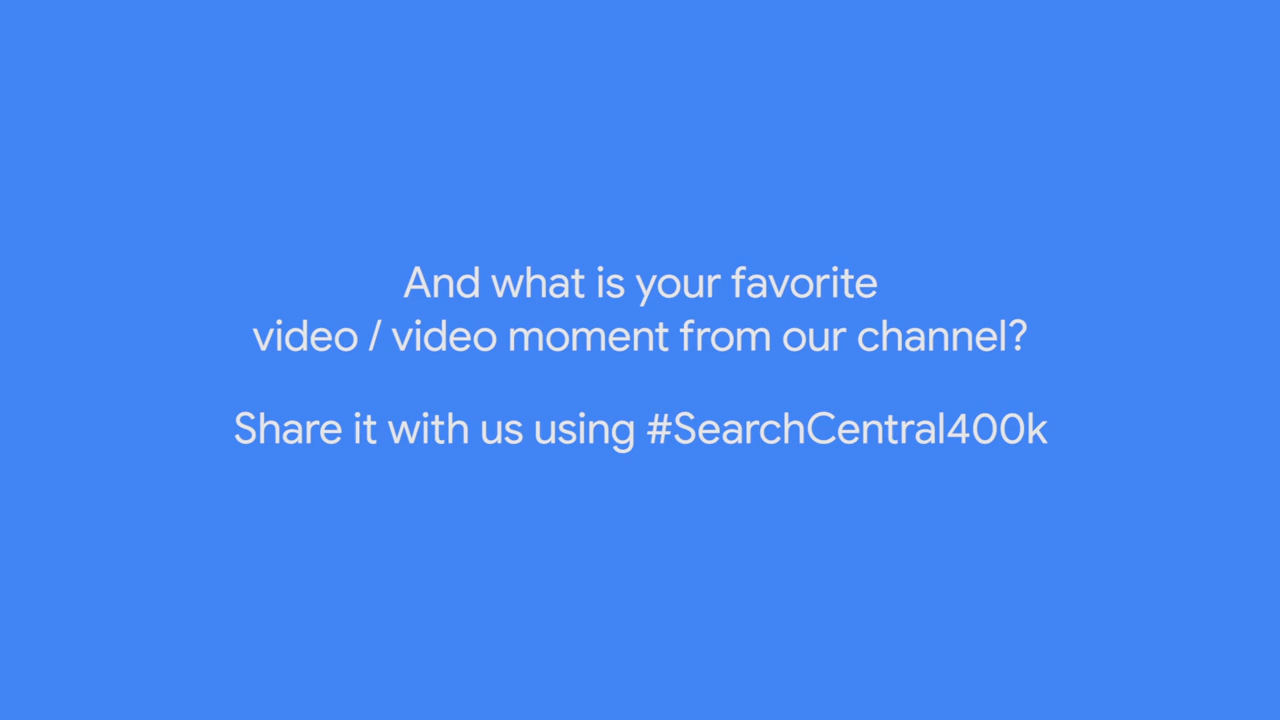 And what is your favorite
video / video moment from our channel?
Share it with us using #SearchCentral400k